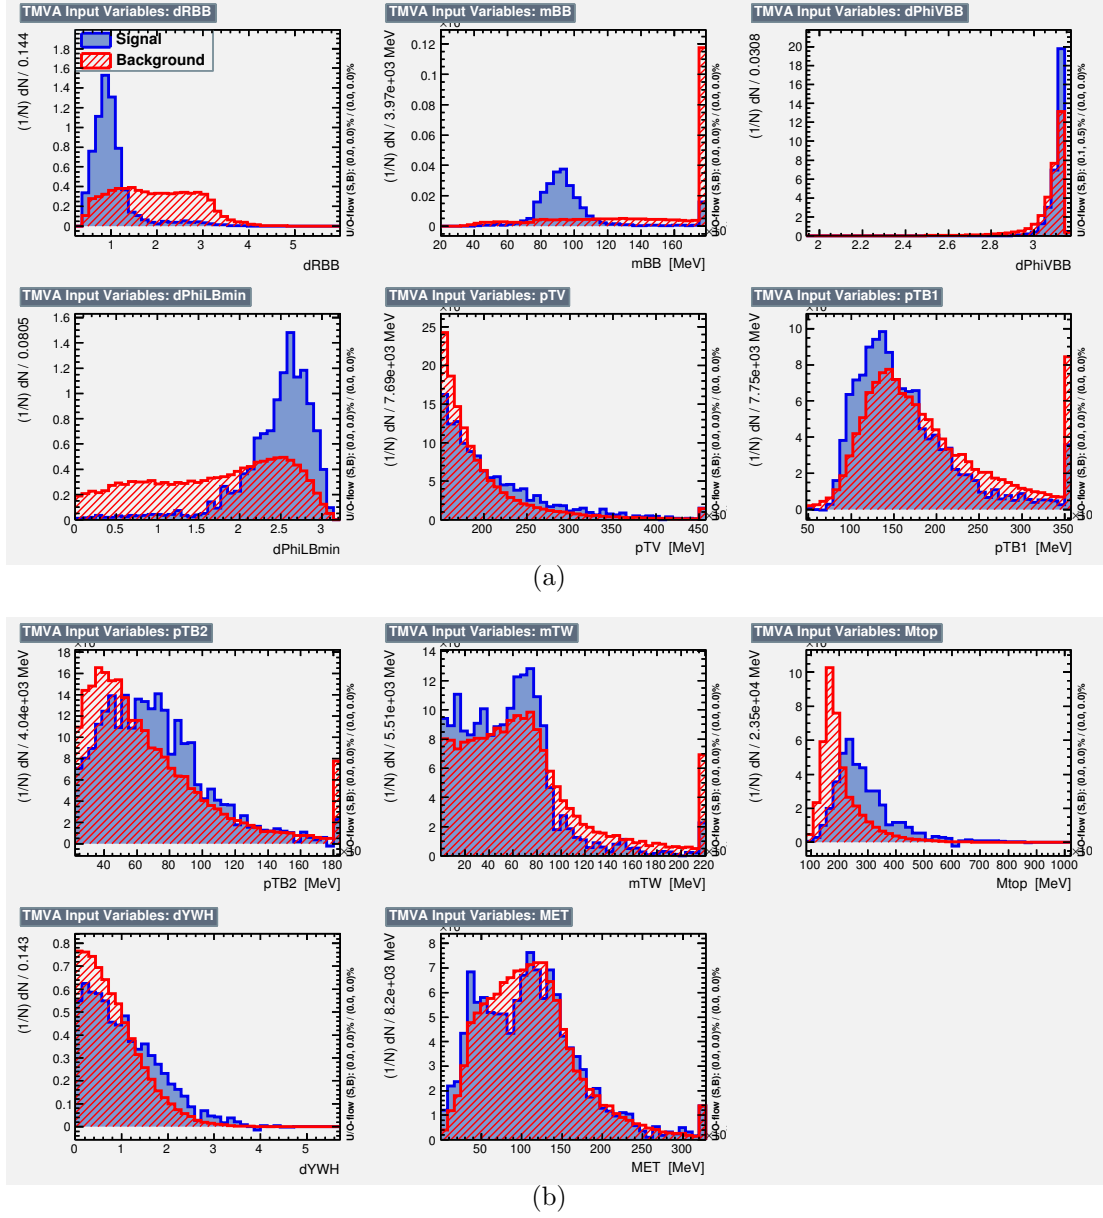 TMVA Input Variables: dRBB
(1/N) dN / 0.144
1.8
1.6
1.4
1.2
1
0.8
0.6
0.4
0.2
0
Signal
Background
1 2 3 4 5
dRBB
U/O-flow (S,B): (0.0, 0.0)% / (0.0, 0.0)%
TMVA Input Variables: mBB
(1/N) dN / 3.97e+03 MeV
0.12
0.1
0.08
0.06
0.04
0.02
0
20 40 60 80 100 120 140 160
mBB [MeV]
TMVA Input Variables: dPhiVBB
(1/N) dN / 0.0308
20
18
16
14
12
10
8
6
4
2
0
2 2.2 2.4 2.6 2.8 3
dPhiVBB
U/O-flow (S,B): (0.1, 0.5)% / (0.0, 0.0)%
TMVA Input Variables: dPhiLBmin
(1/N) dN / 0.0805
1.6
1.4
1.2
1
0.8
0.6
0.4
0.2
0
0 0.5 1 1.5 2 2.5 3
dPhiLBmin
U/O-flow (S,B): (0.0, 0.0)% / (0.0, 0.0)%
TMVA Input Variables: pTV
(1/N) dN / 7.69e+03 MeV
25
20
15
10
5
0
200 250 300 350 400 450
pTV [MeV]
TMVA Input Variables: pTB1
(1/N) dN / 7.75e+03 MeV
10
8
6
4
2
0
50 100 150 200 250 300 350
pTB1 [MeV]
U/O-flow (S,B): (0.0, 0.0)% / (0.0, 0.0)%
(a)
TMVA Input Variables: pTB2
(1/N) dN / 4.04e+03 MeV
18
16
14
12
10
8
6
4
2
0
40 60 80 100 120 140 160 180
pTB2 [MeV]
U/O-flow (S,B): (0.0, 0.0)% / (0.0, 0.0)%
TMVA Input Variables: mTW
(1/N) dN / 5.51e+03 MeV
14
12
10
8
6
4
2
0
20 40 60 80 100 120 140 160 180 200 220
mTW [MeV]
U/O-flow (S,B): (0.0, 0.0)% / (0.0, 0.0)%
TMVA Input Variables: Mtop
(1/N) dN / 2.35e+04 MeV
10
8
6
4
2
0
100 200 300 400 500 600 700 800 900 1000
Mtop [MeV]
U/O-flow (S,B): (0.0, 0.0)% / (0.0, 0.0)%
TMVA Input Variables: dYWH
(1/N) dN / 0.143
0.8
0.7
0.6
0.5
0.4
0.3
0.2
0.1
0
0 1 2 3 4 5
dYWH
U/O-flow (S,B): (0.0, 0.0)% / (0.0, 0.0)%
TMVA Input Variables: MET
(1/N) dN / 8.2e+03 MeV
8
7
6
5
4
3
2
1
0
50 100 150 200 250 300
MET [MeV]
U/O-flow (S,B): (0.0, 0.0)% / (0.0, 0.0)%
(b)